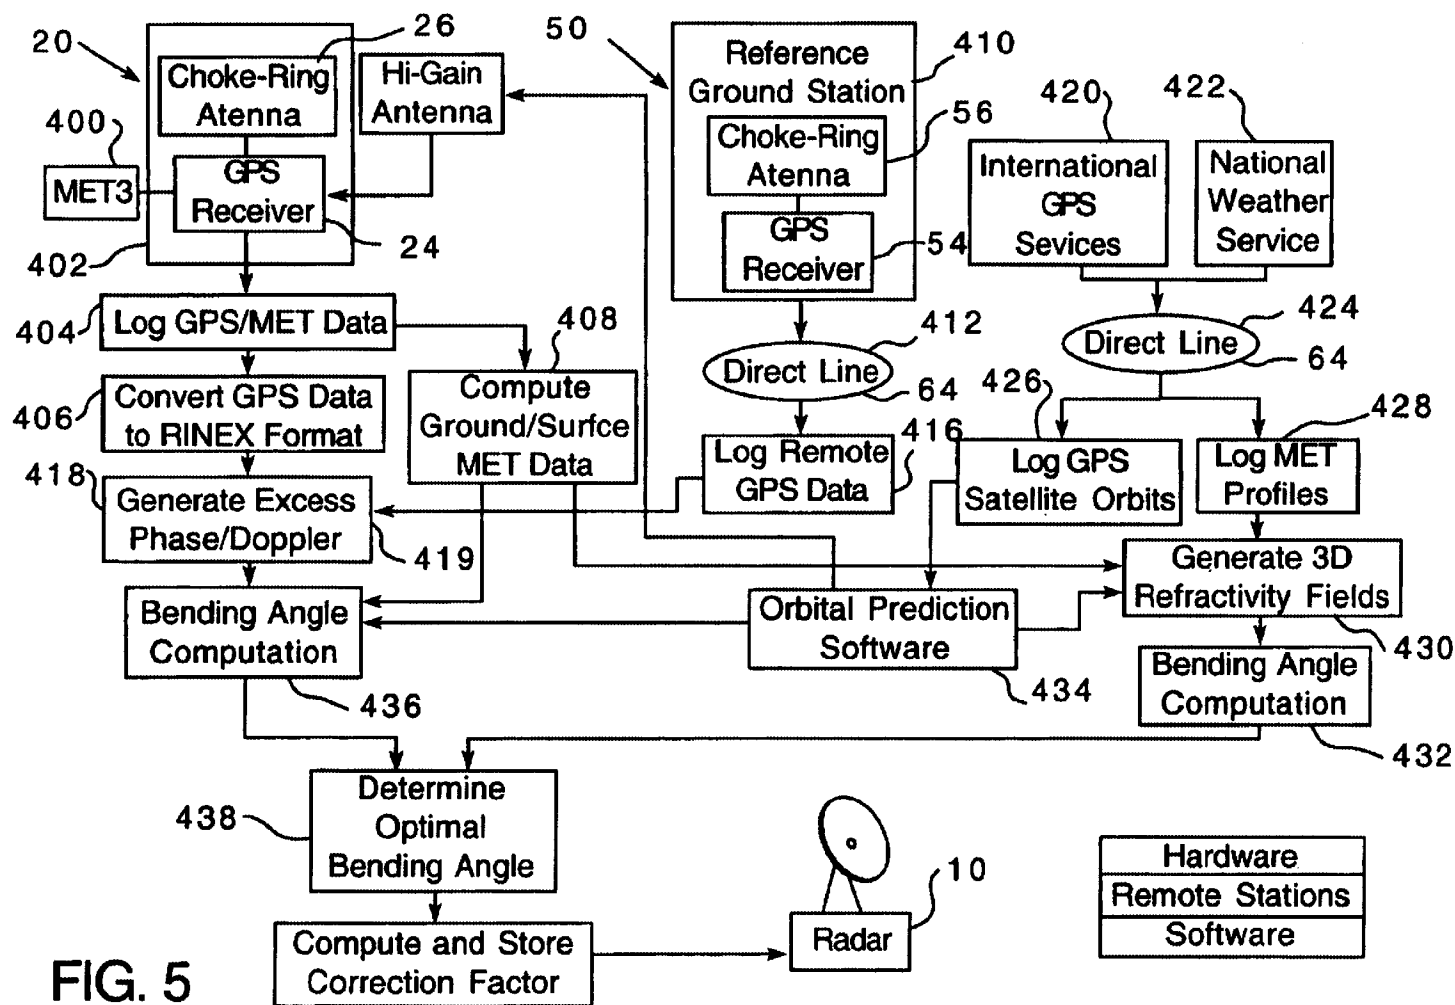 20
26
50
Choke-Ring
Atenna
Hi-Gain
Antenna
Reference
Ground Station
410
400
MET3
GPS
Receiver
402
24
Choke-Ring
Atenna
56
GPS
Receiver
54
420
422
International
GPS
Sevices
National
Weather
Service
404
Log GPS/MET Data
408
412
Direct Line
64
424
Direct Line
64
406
Convert GPS Data
to RINEX Format
Compute
Ground/Surfce
MET Data
426
428
416
Log Remote
GPS Data
Log GPS
Satellite Orbits
Log MET
Profiles
418
Generate Excess
Phase/Doppler
419
Generate 3D
Refractivity Fields
430
Bending Angle
Computation
436
Orbital Prediction
Software
434
Bending Angle
Computation
432
438
Determine
Optimal
Bending Angle
10
Radar
Hardware
Remote Stations
Software
Compute and Store
Correction Factor
FIG. 5